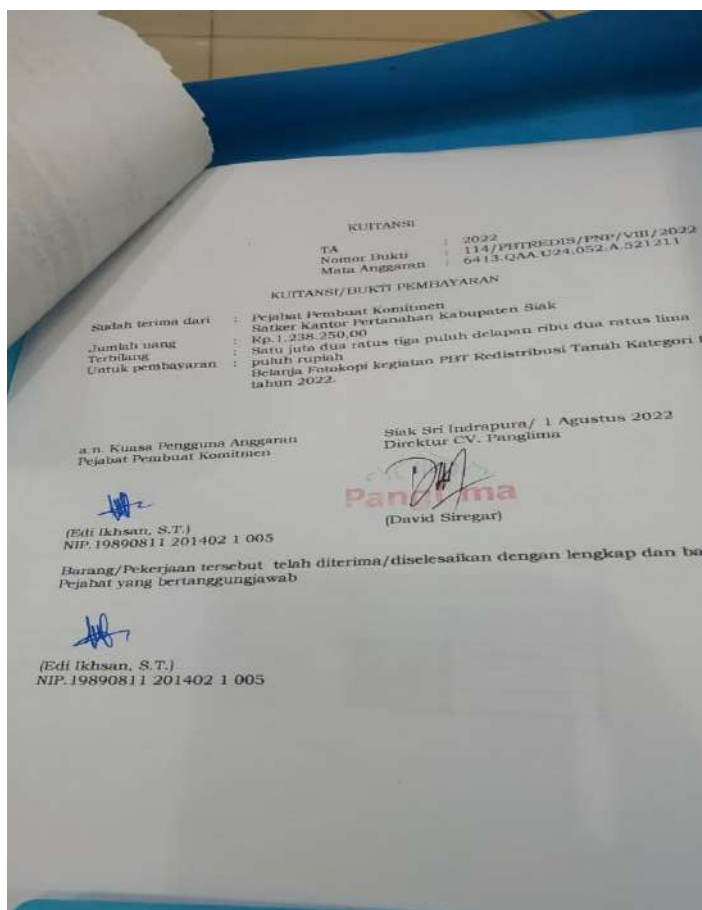 KUITANSI
TA : 2022
Nomor Bukti : 114/PBTREDIS/PNP/VIII/2022
Mata Anggaran : 6413.QAA.U24.052.A.521211
KUITANSI/BUKTI PEMBAYARAN
Sudah terima dari : Pejabat Pembuat Komitmen
Satker Kantor Pertanahan Kabupaten Siak
Jumlah uang : Rp.1.238.250,00
Terbilang : Satu juta dua ratus tiga puluh delapan ribu dua ratus lima
puluh rupiah
Untuk pembayaran : Belanja Fotokopi kegiatan PBT Redistribusi Tanah Kategori
tahun 2022.
a.n. Kuasa Pengguna Anggaran
Pejabat Pembuat Komitmen
Siak Sri Indrapura/ 1 Agustus 2022
Direktur CV. Panglima
Panglima
(Edi Ikhsan, S.T.)
NIP.19890811 201402 1 005
(David Siregar)
Barang/Pekerjaan tersebut telah diterima/diselesaikan dengan lengkap dan ba
Pejabat yang bertanggungjawab
(Edi Ikhsan, S.T.)
NIP.19890811 201402 1 005